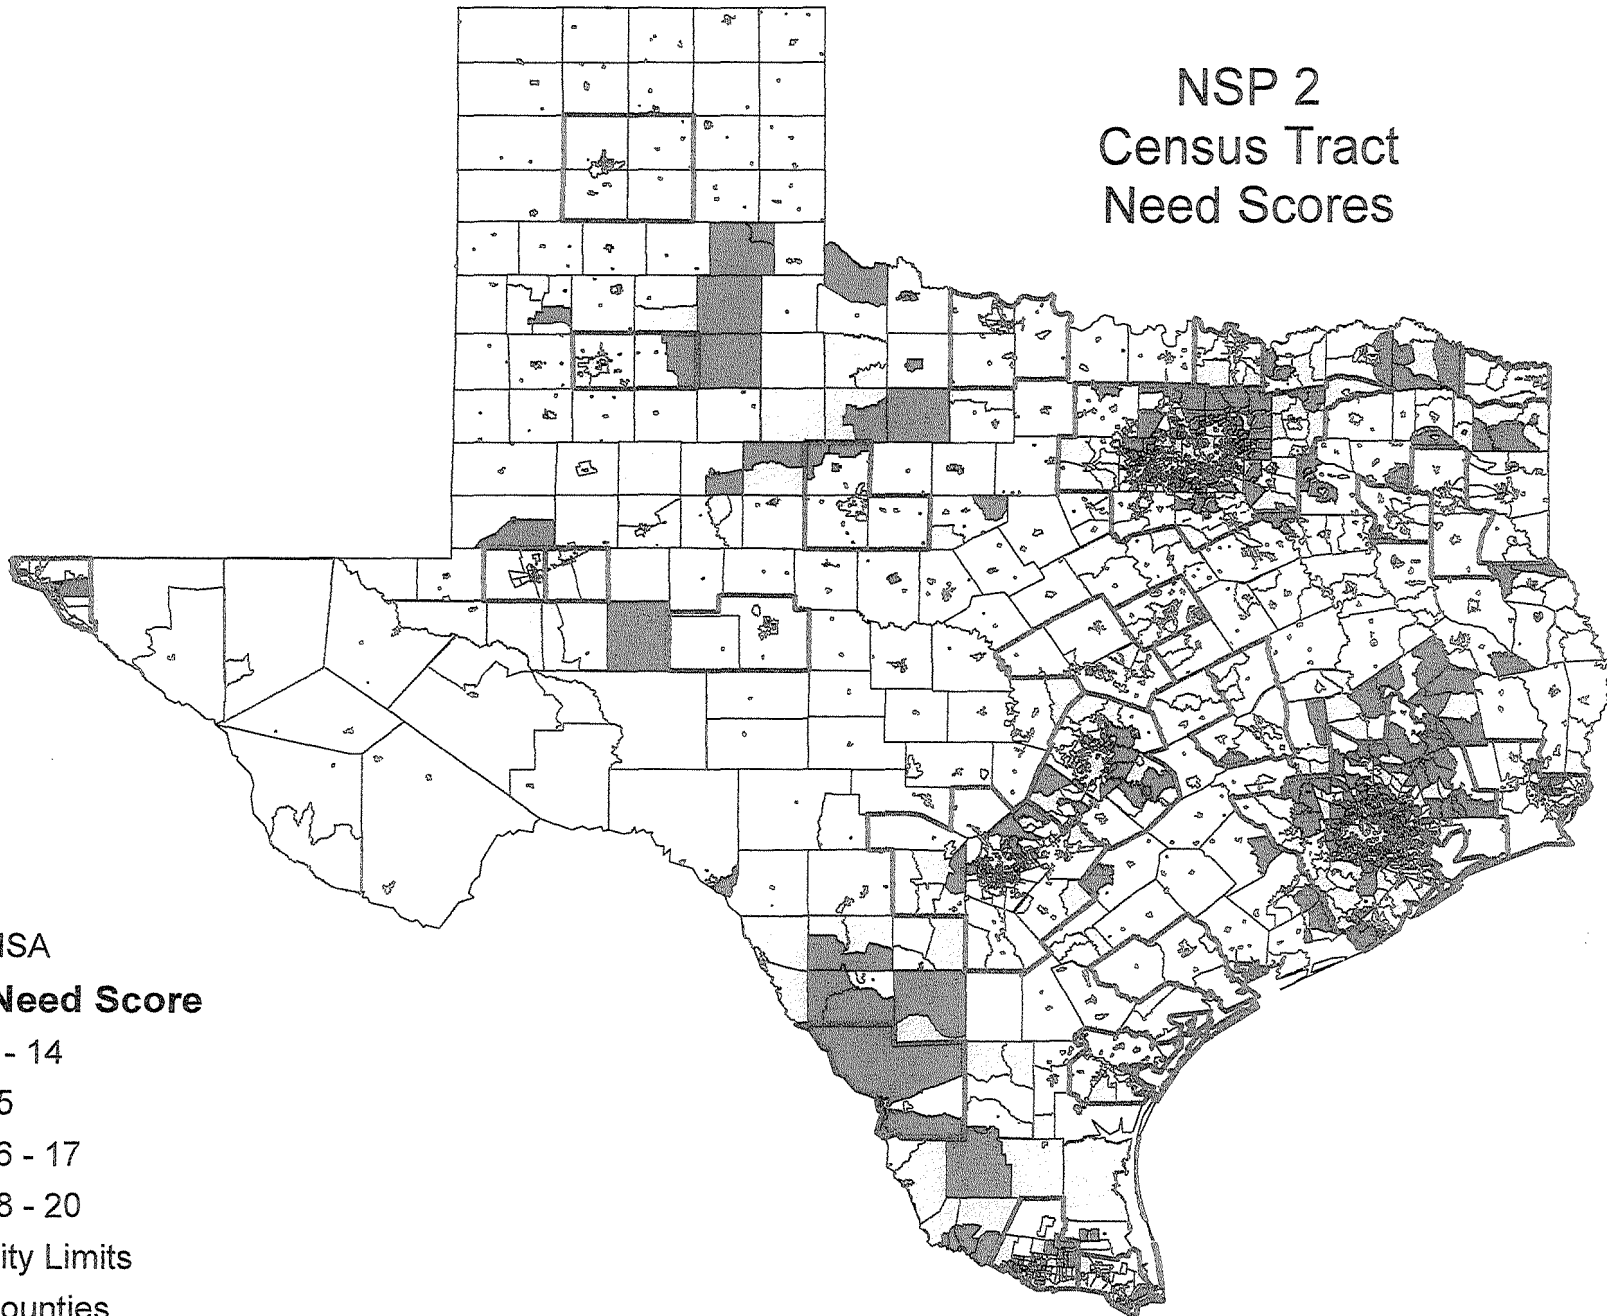 NSP 2
Census Tract
Need Scores
ISA
Need Score
- 14
5
6 - 17
8 - 20
ity Limits
ounties